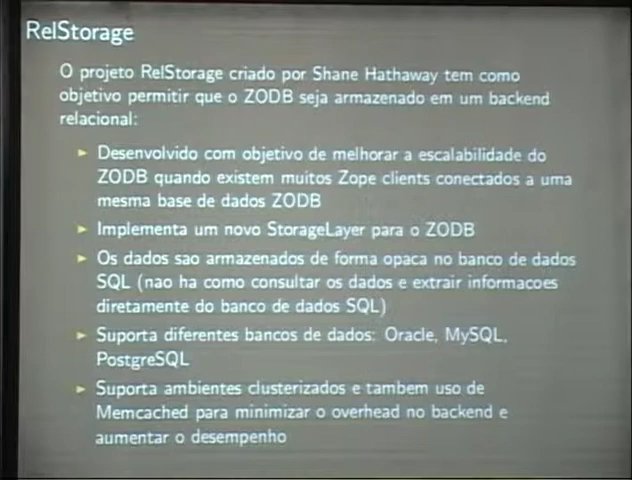 RelStorage
O projeto RelStorage criado por Shane Hathaway tem como
objetivo permitir que o ZODB seja armazenado em um backend
relacional:
Desenvolvido com objetivo de melhorar a escalabilidade do
ZODB quando existem muitos Zope clients conectados a uma
mesma base de dados ZODB
Implementa um novo StorageLayer para o ZODB
Os dados sao armazenados de forma opaca no banco de dados
SQL (nao ha como consultar os dados e extrair informacoes
diretamente do banco de dados SQL)
Suporta diferentes bancos de dados: Oracle, MySQL,
PostgreSQL
Suporta ambientes clusterizados e tambem uso de
Memcached para minimizar o overhead no backend e
aumentar o desempenho